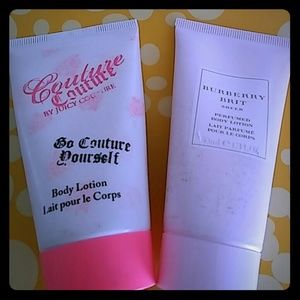 Couture
Couture
BY JUICY COUTURE
Go Couture
Yourself
Body Lotion
Lait pour le Corps
BURBERRY
BRIT
SHEER
PERFUMED
BODY LOTION
LAIT PARFUMÉ
POUR LE CORPS